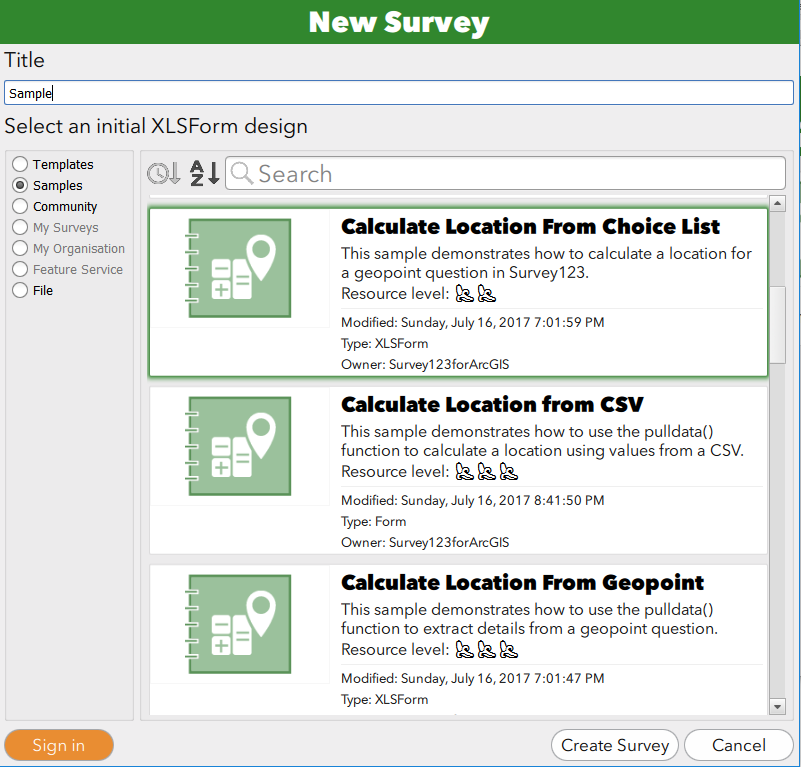 New Survey
Title
Sample
Select an initial XLSForm design
Templates
Samples
Community
My Surveys
My Organisation
Feature Service
File
A
Z
Search
Calculate Location From Choice List
This sample demonstrates how to calculate a location for
a geopoint question in Survey123.
Resource level:
Modified: Sunday, July 16, 2017 7:01:59 PM
Type: XLSForm
Owner: Survey123forArcGIS
Calculate Location from CSV
This sample demonstrates how to use the pulldata()
function to calculate a location using values from a CSV.
Resource level:
Modified: Sunday, July 16, 2017 8:41:50 PM
Type: Form
Owner: Survey123forArcGIS
Calculate Location From Geopoint
This sample demonstrates how to use the pulldata()
function to extract details from a geopoint question.
Resource level:
Modified: Sunday, July 16, 2017 7:01:47 PM
Type: XLSForm
Sign in
Create Survey
Cancel